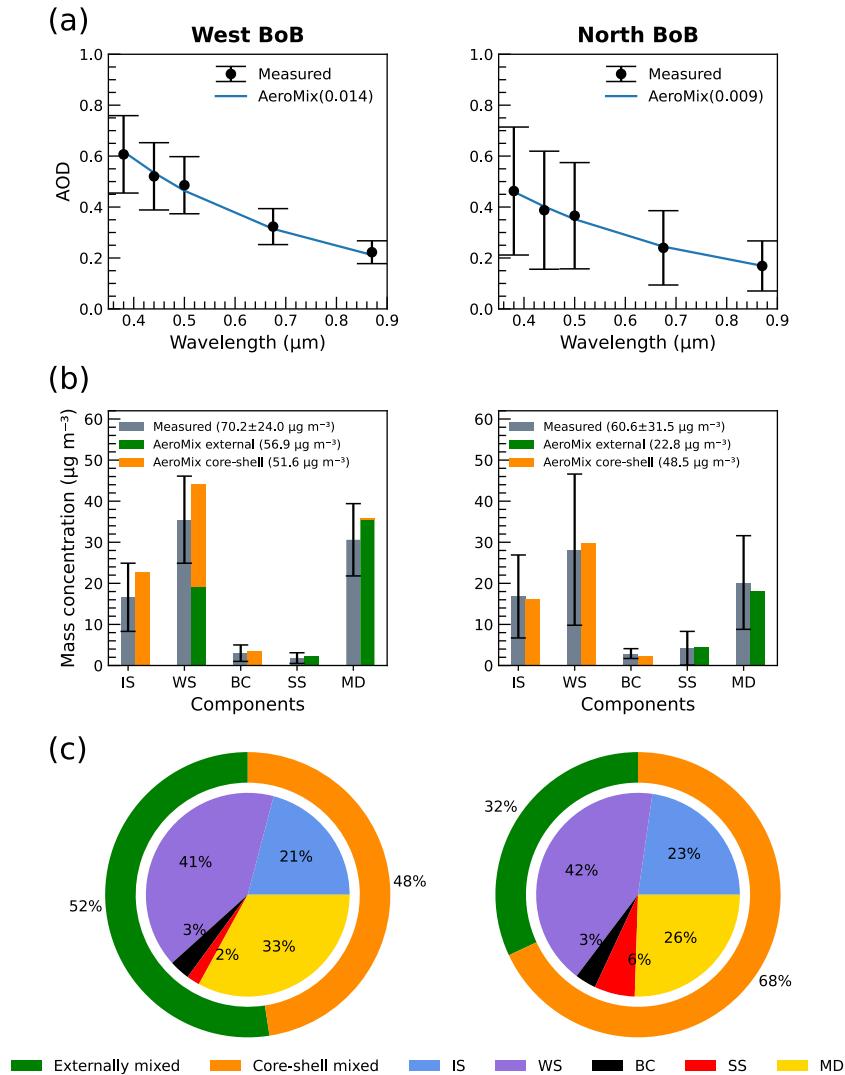 (a)
West BoB
North BoB
1.0
0.8
0.6
0.4
0.2
0.0
AOD
Measured
AeroMix(0.014)
0.4 0.5 0.6 0.7 0.8 0.9
Wavelength (μm)
1.0
0.8
0.6
0.4
0.2
0.0
Measured
AeroMix(0.009)
0.4 0.5 0.6 0.7 0.8 0.9
Wavelength (μm)
(b)
60
50
40
30
20
10
0
Mass concentration (μg m⁻³)
Measured (70.2±24.0 μg m⁻³)
AeroMix external (56.9 μg m⁻³)
AeroMix core-shell (51.6 μg m⁻³)
IS WS BC SS MD
Components
60
50
40
30
20
10
0
Measured (60.6±31.5 μg m⁻³)
AeroMix external (22.8 μg m⁻³)
AeroMix core-shell (48.5 μg m⁻³)
IS WS BC SS MD
Components
(c)
41%
21%
52%
48%
3%
2%
33%
32%
42%
23%
3%
6%
26%
68%
Externally mixed Core-shell mixed IS WS BC SS MD